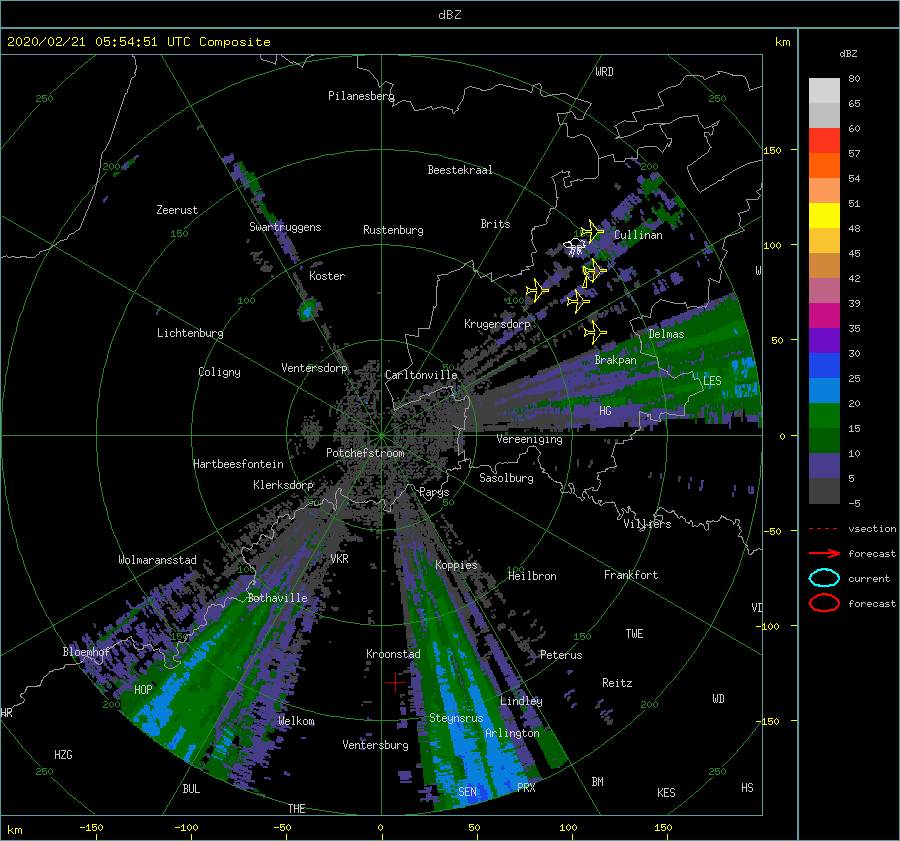 dBZ
2020/02/21 05:54:51 UTC Composite
km
dBZ
80
65
60
57
54
51
48
45
42
39
35
30
25
20
15
10
5
-5
vsection
forecast
current
forecast
WRD
250
Pilanesberg
250
150
200
Beestekraal
200
Zeerust
Swartruggens
Rustenburg
Brits
Cullinan
150
100
Koster
W
100
100
Krugersdorp
Lichtenburg
Delmas
50
Brakpan
Ventersdorp
Coligny
Carltonville
50
LES
HG
0
Vereeniging
Potchefstroom
Hartbeesfontein
Sasolburg
Klerksdorp
Parys
50
50
Villiers
-50
VKR
Wolmaransstad
Koppies
100
100
Heilbron
Frankfort
Bothaville
VD
-100
150
150
TWE
Bloemhof
Kroonstad
Peterus
HOP
Reitz
WD
200
Lindley
200
HR
Welkom
Steynsrus
-150
Arlington
HZG
Ventersburg
250
250
BUL
SEN
PRX
BM
KES
HS
THE
km
-150
-100
-50
0
50
100
150